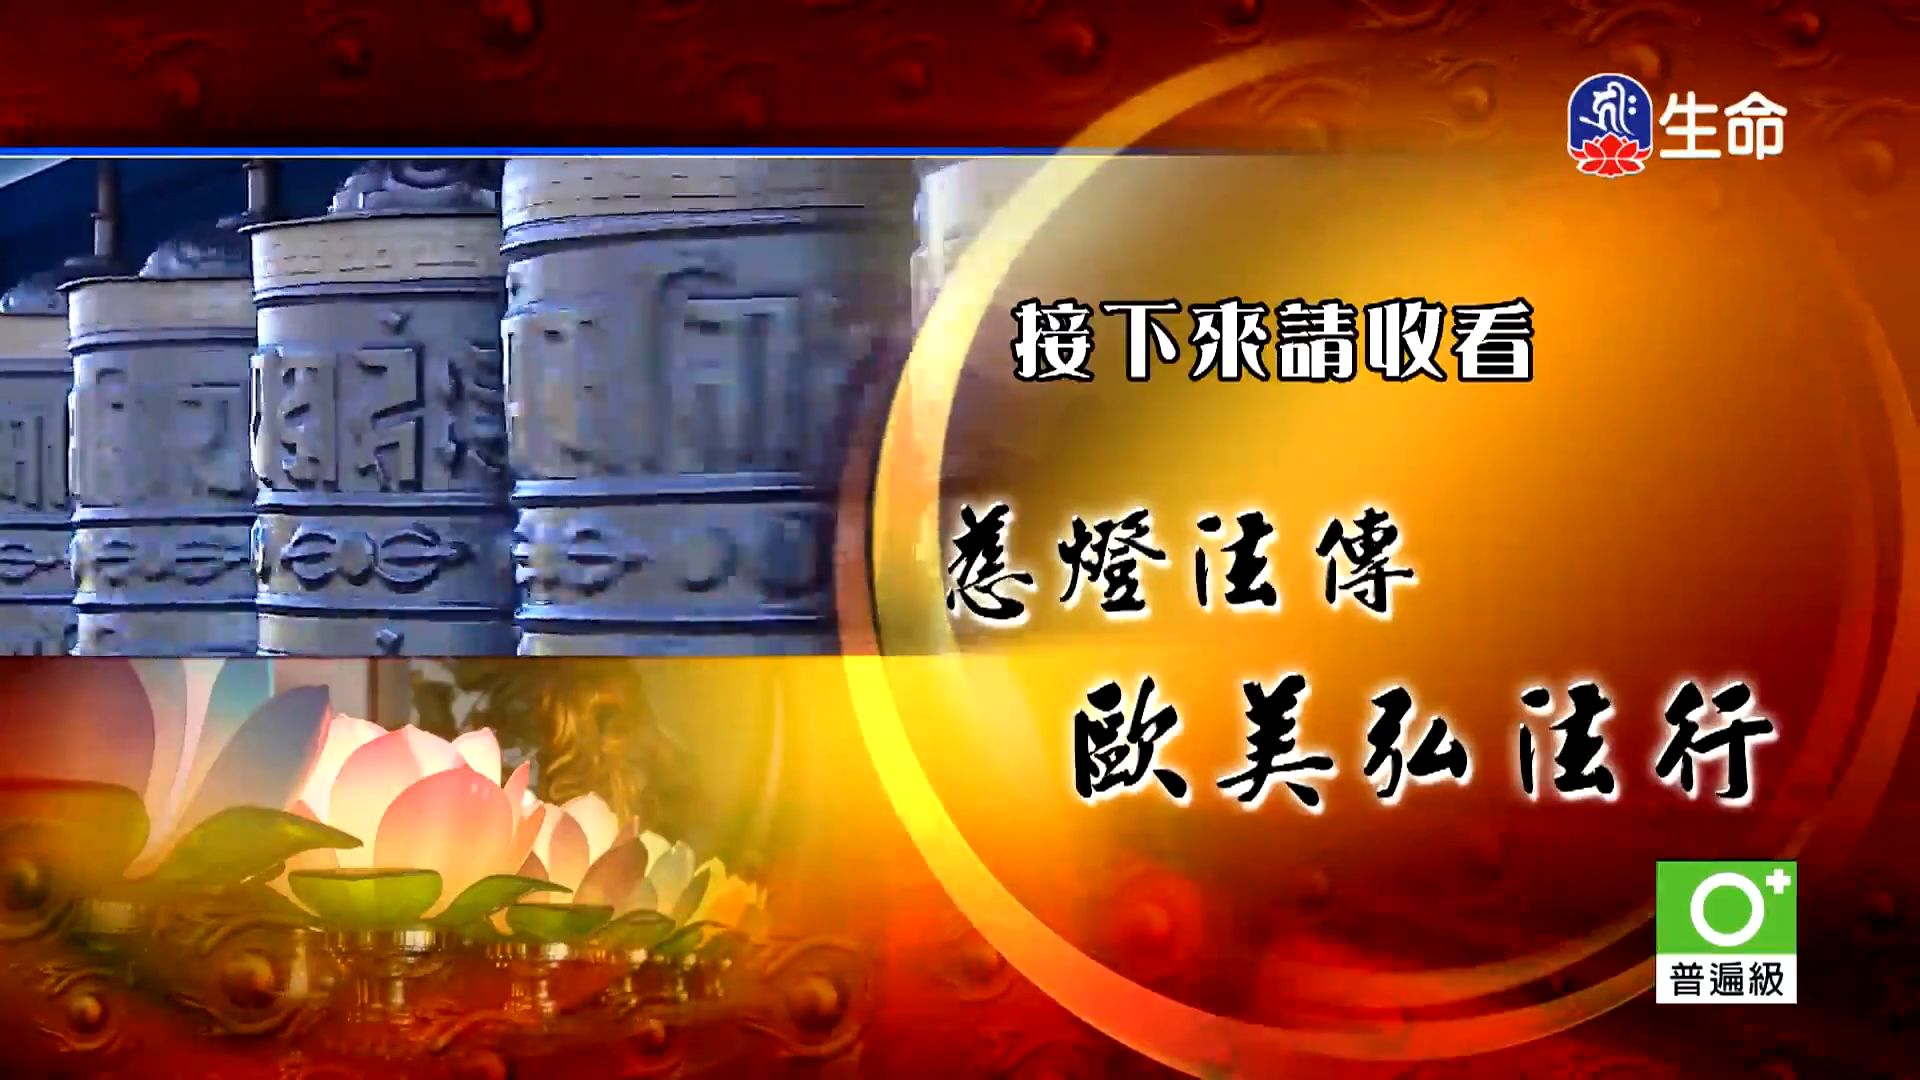 生命
接下來請收看
慈燈法傳
歐美弘法行
0+
普遍級